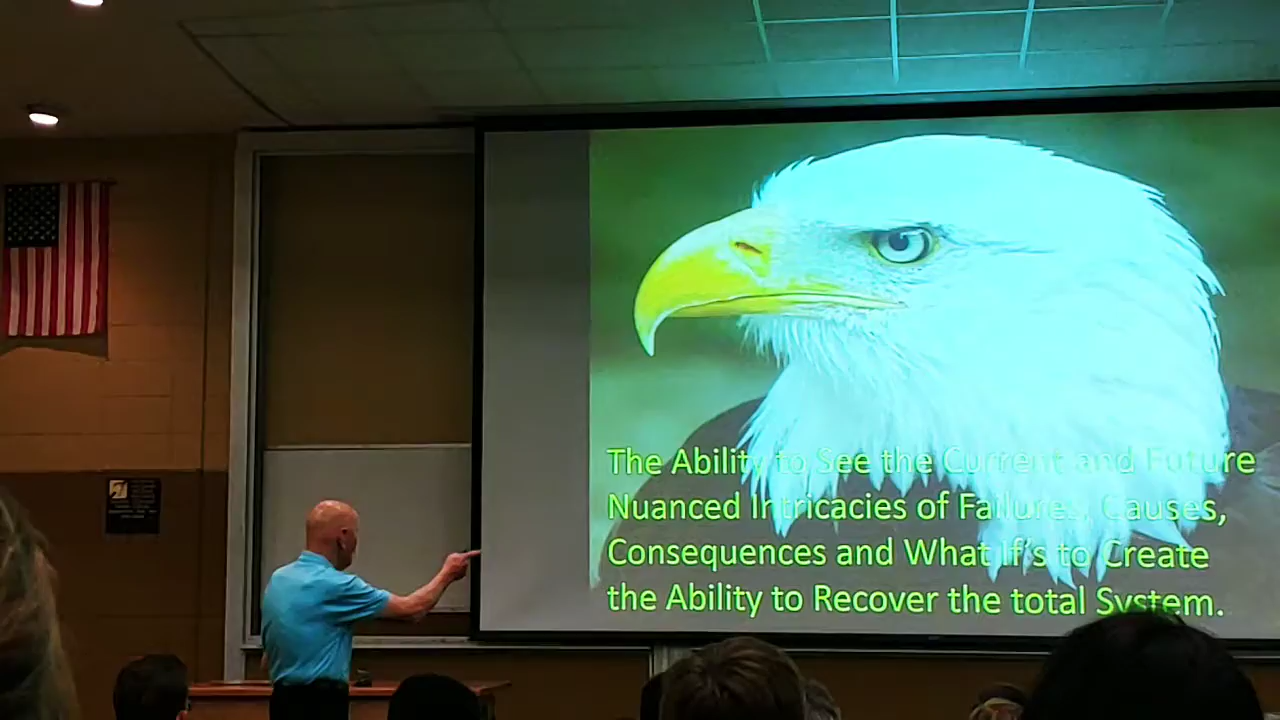 The Ability to See the Current and Future
Nuanced Intricacies of Failures, Causes,
Consequences and What If's to Create
the Ability to Recover the total System.